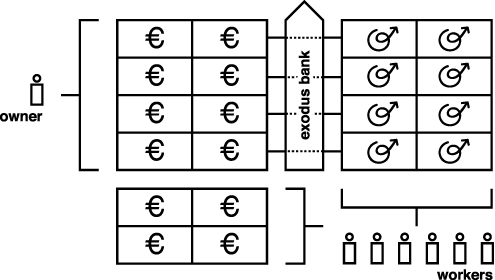 € €
€ €
€ €
€ €
exodus bank
owner
€ €
€ €
workers